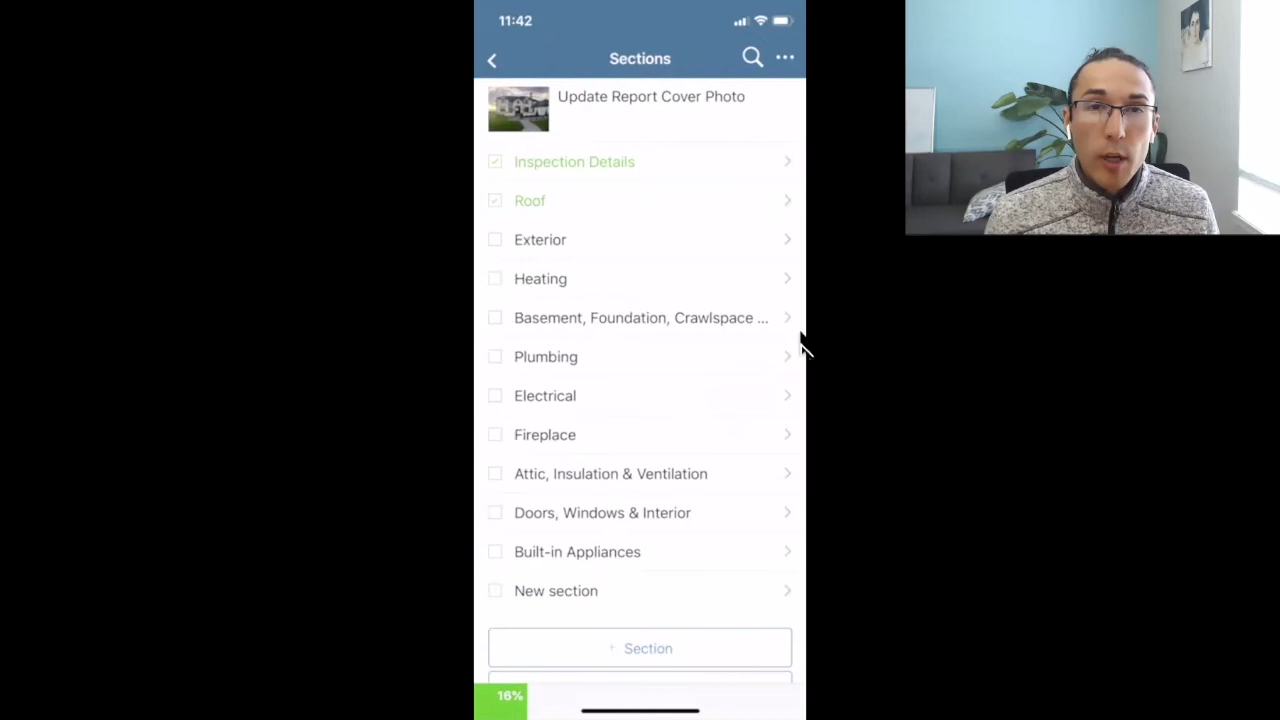 11:42
Sections
Update Report Cover Photo
Inspection Details
Roof
Exterior
Heating
Basement, Foundation, Crawlspace ...
Plumbing
Electrical
Fireplace
Attic, Insulation & Ventilation
Doors, Windows & Interior
Built-in Appliances
New section
+ Section
16%